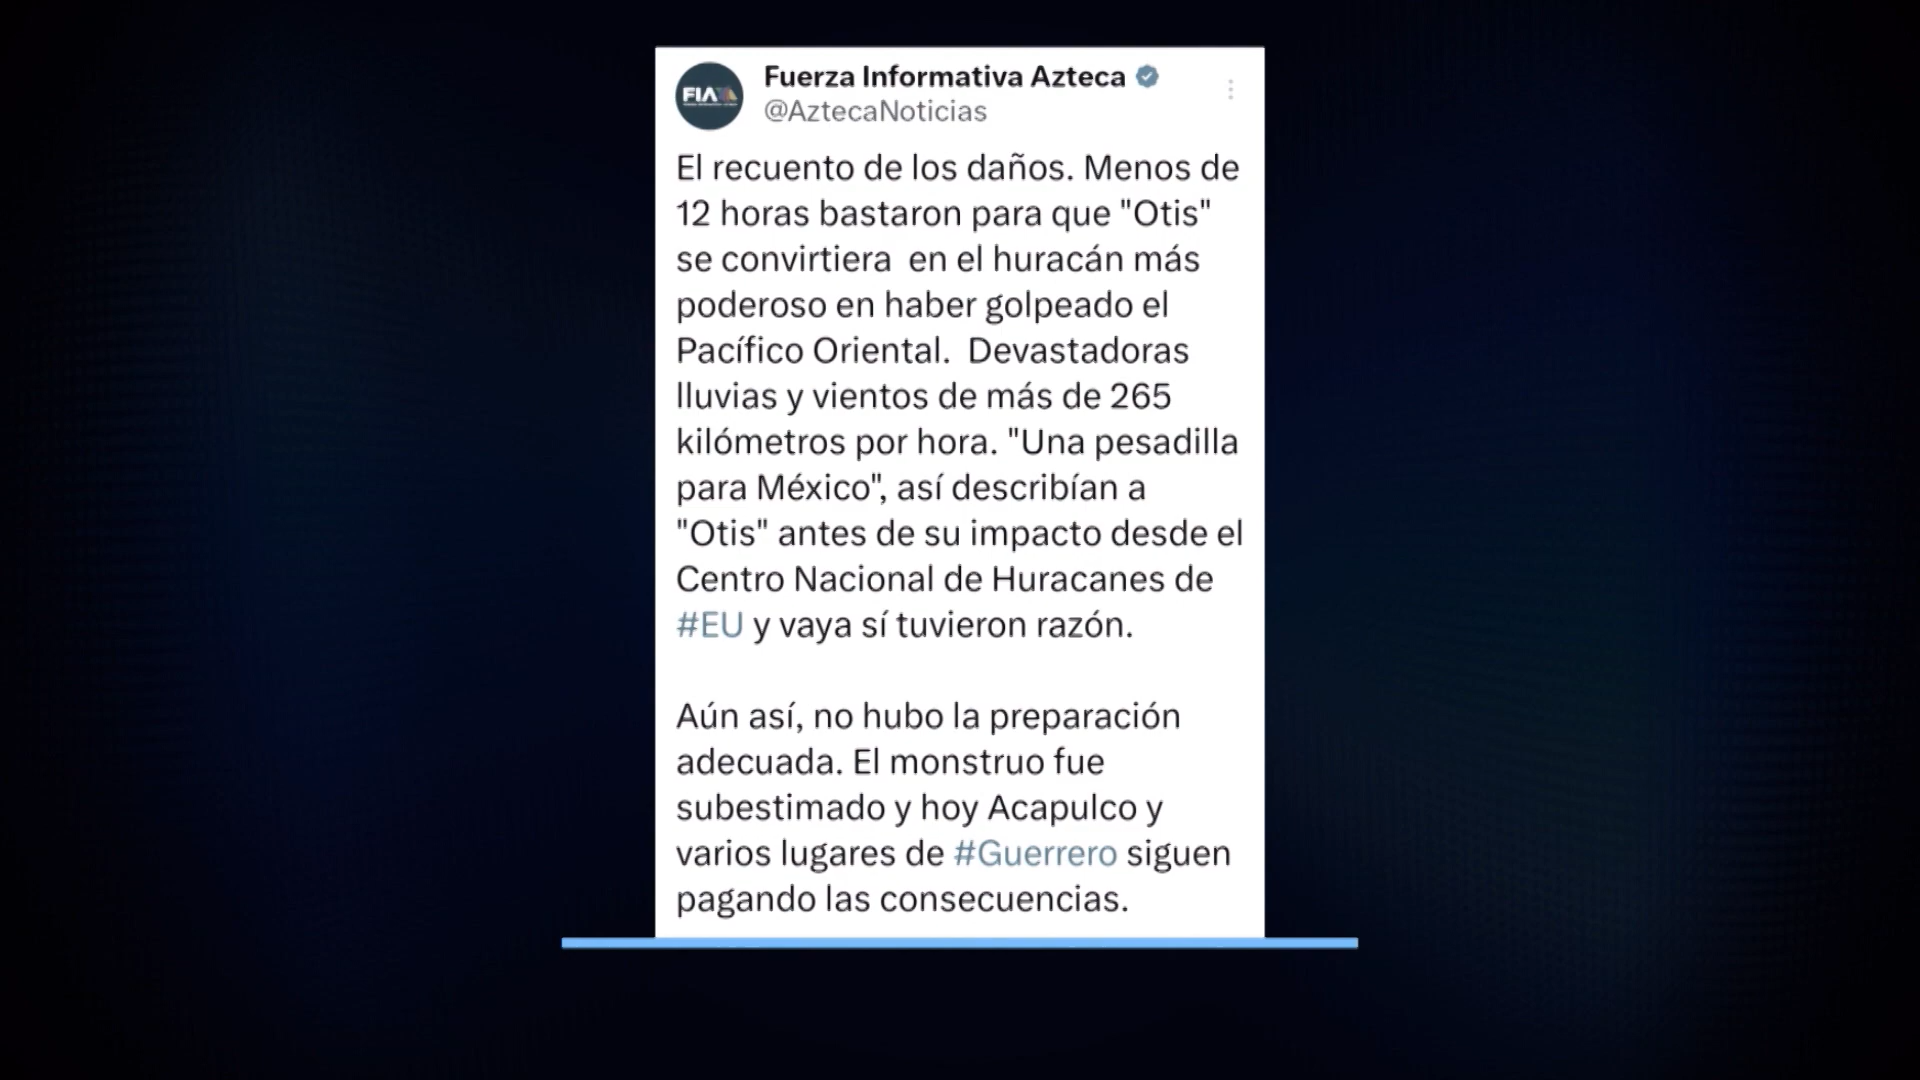 FIA
Fuerza Informativa Azteca
@AztecaNoticias
El recuento de los daños. Menos de
12 horas bastaron para que "Otis"
se convirtiera  en el huracán más
poderoso en haber golpeado el
Pacífico Oriental.  Devastadoras
lluvias y vientos de más de 265
kilómetros por hora. "Una pesadilla
para México", así describían a
"Otis" antes de su impacto desde el
Centro Nacional de Huracanes de
#EU y vaya sí tuvieron razón.
Aún así, no hubo la preparación
adecuada. El monstruo fue
subestimado y hoy Acapulco y
varios lugares de #Guerrero siguen
pagando las consecuencias.